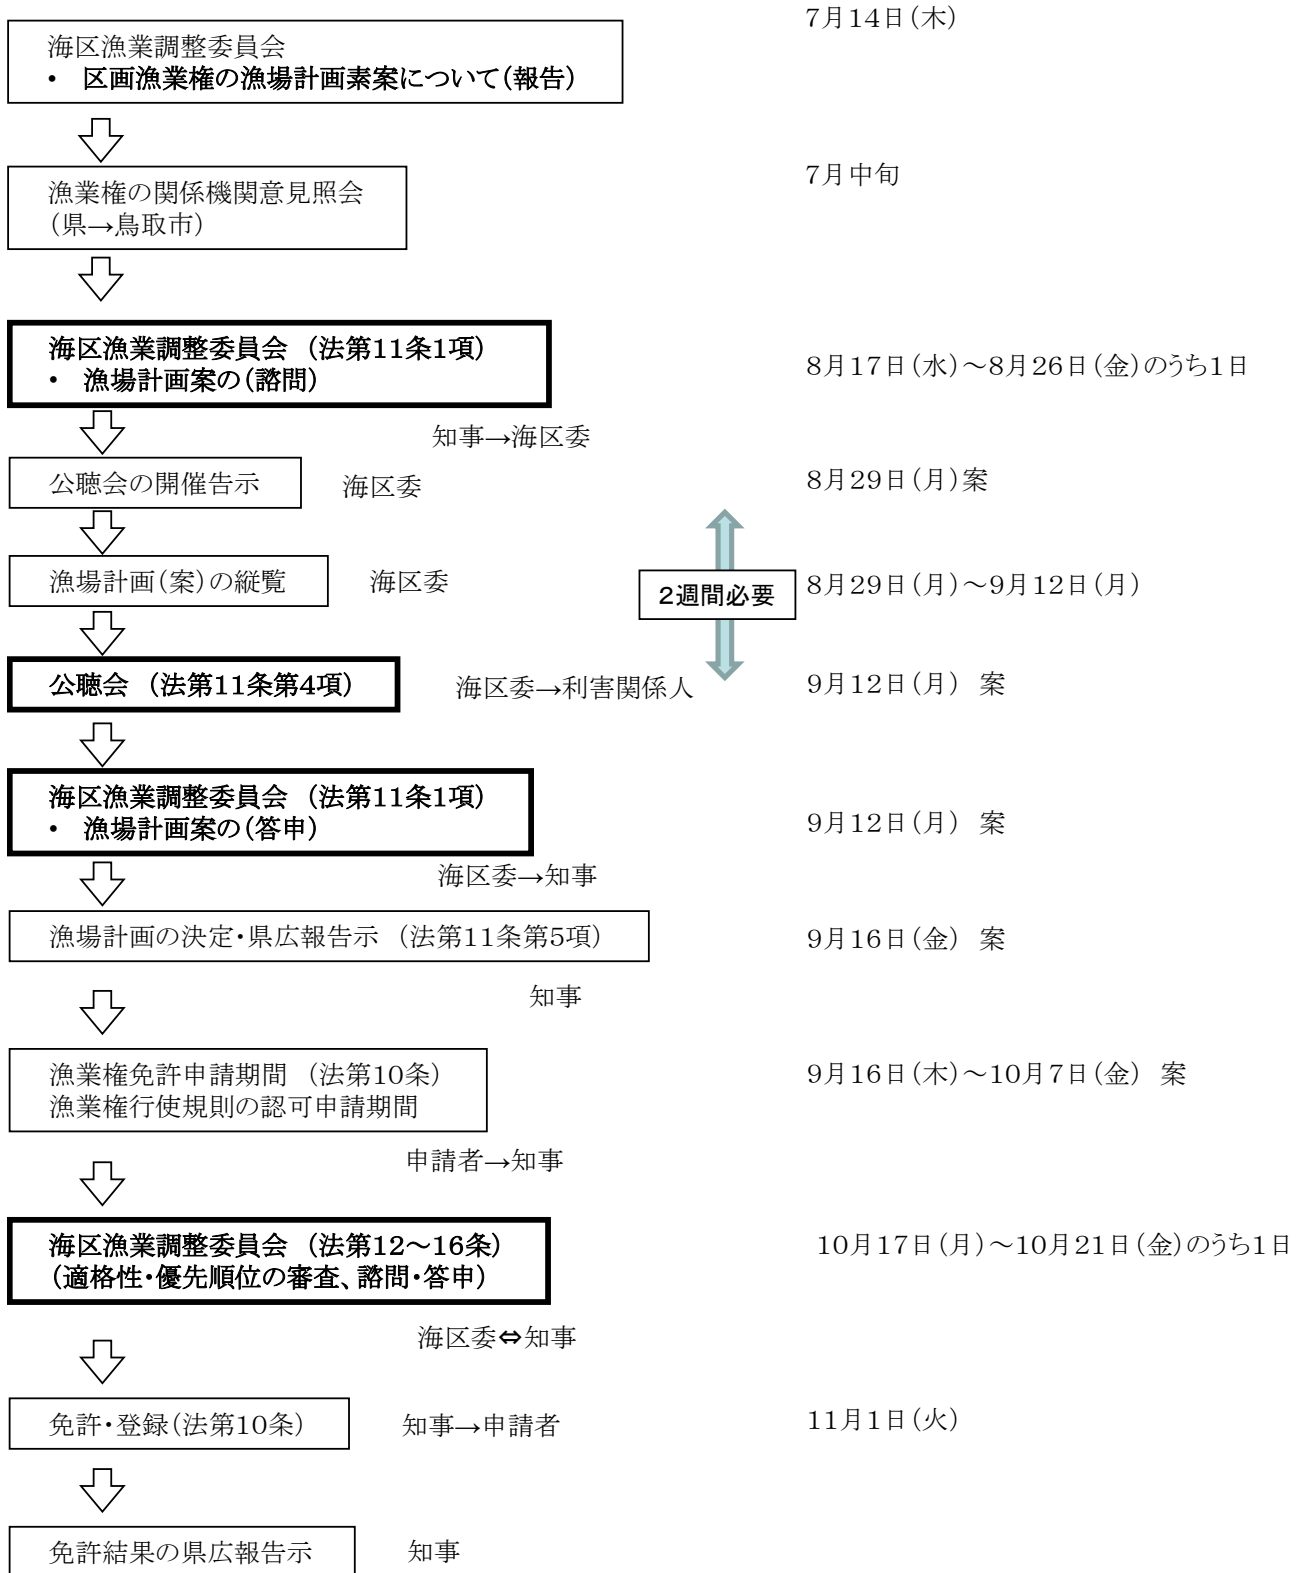 7月14日(木)
海区漁業調整委員会
• 区画漁業権の漁場計画素案について(報告)
漁業権の関係機関意見照会
(県→鳥取市)
7月中旬
海区漁業調整委員会 (法第11条1項)
• 漁場計画案の(諮問)
8月17日(水)～8月26日(金)のうち1日
知事→海区委
公聴会の開催告示
海区委
8月29日(月)案
漁場計画(案)の縦覧
海区委
2週間必要
8月29日(月)～9月12日(月)
公聴会 (法第11条第4項)
海区委→利害関係人
9月12日(月) 案
海区漁業調整委員会 (法第11条1項)
• 漁場計画案の(答申)
9月12日(月) 案
海区委→知事
漁場計画の決定・県広報告示 (法第11条第5項)
9月16日(金) 案
知事
漁業権免許申請期間 (法第10条)
漁業権行使規則の認可申請期間
9月16日(木)～10月7日(金) 案
申請者→知事
海区漁業調整委員会 (法第12～16条)
(適格性・優先順位の審査、諮問・答申)
10月17日(月)～10月21日(金)のうち1日
海区委⇔知事
免許・登録(法第10条)
知事→申請者
11月1日(火)
免許結果の県広報告示
知事